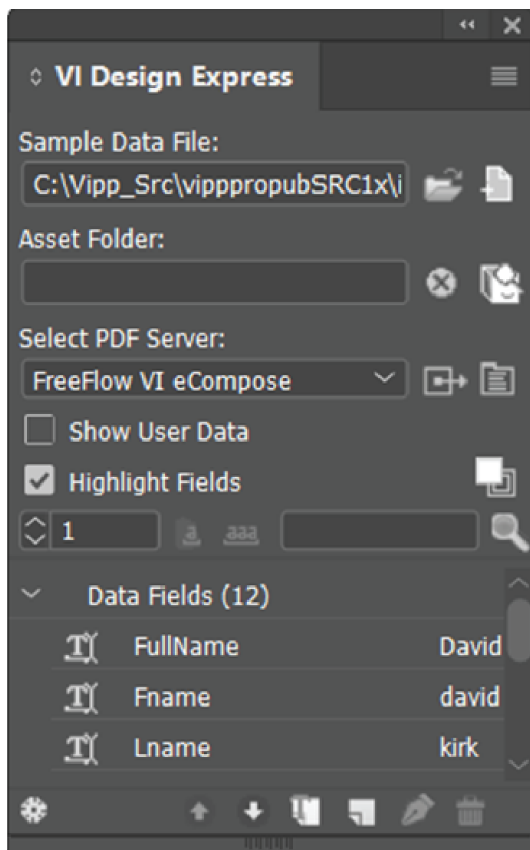 VI Design Express
Sample Data File:
C:\Vipp_Src\vipppropubSRC1x\i
Asset Folder:
Select PDF Server:
FreeFlow VI eCompose
Show User Data
Highlight Fields
1 a aaa
Data Fields (12)
T FullName David
T Fname david
T Lname kirk